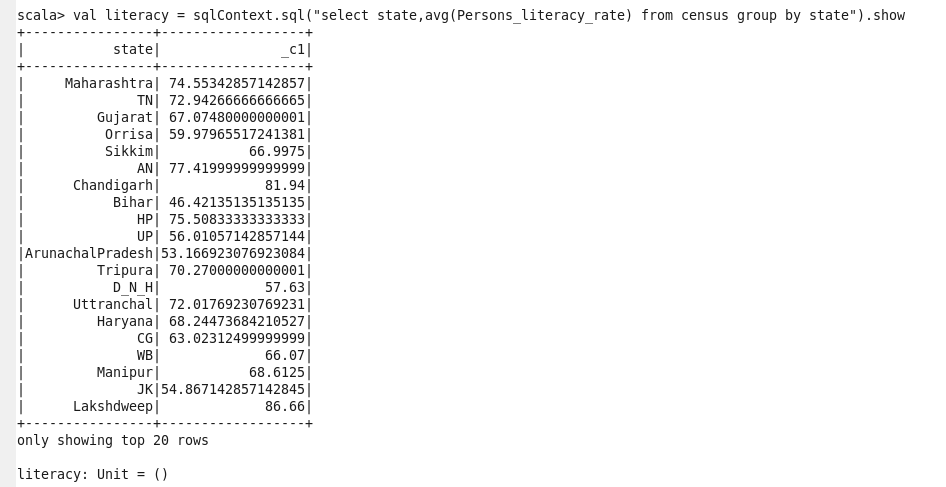 scala> val literacy = sqlContext.sql("select state,avg(Persons_literacy_rate) from census group by state").show
+----------------+------------------+
|           state|               _c1|
+----------------+------------------+
|     Maharashtra| 74.55342857142857|
|              TN| 72.94266666666665|
|         Gujarat| 67.07480000000001|
|          Orrisa| 59.97965517241381|
|          Sikkim|           66.9975|
|              AN| 77.41999999999999|
|      Chandigarh|             81.94|
|           Bihar| 46.42135135135135|
|              HP| 75.50833333333333|
|              UP| 56.01057142857144|
|ArunachalPradesh|53.166923076923084|
|         Tripura| 70.27000000000001|
|           D_N_H|             57.63|
|      Uttranchal| 72.01769230769231|
|         Haryana| 68.24473684210527|
|              CG| 63.02312499999999|
|              WB|             66.07|
|         Manipur|           68.6125|
|              JK|54.867142857142845|
|      Lakshdweep|             86.66|
+----------------+------------------+
only showing top 20 rows

literacy: Unit = ()